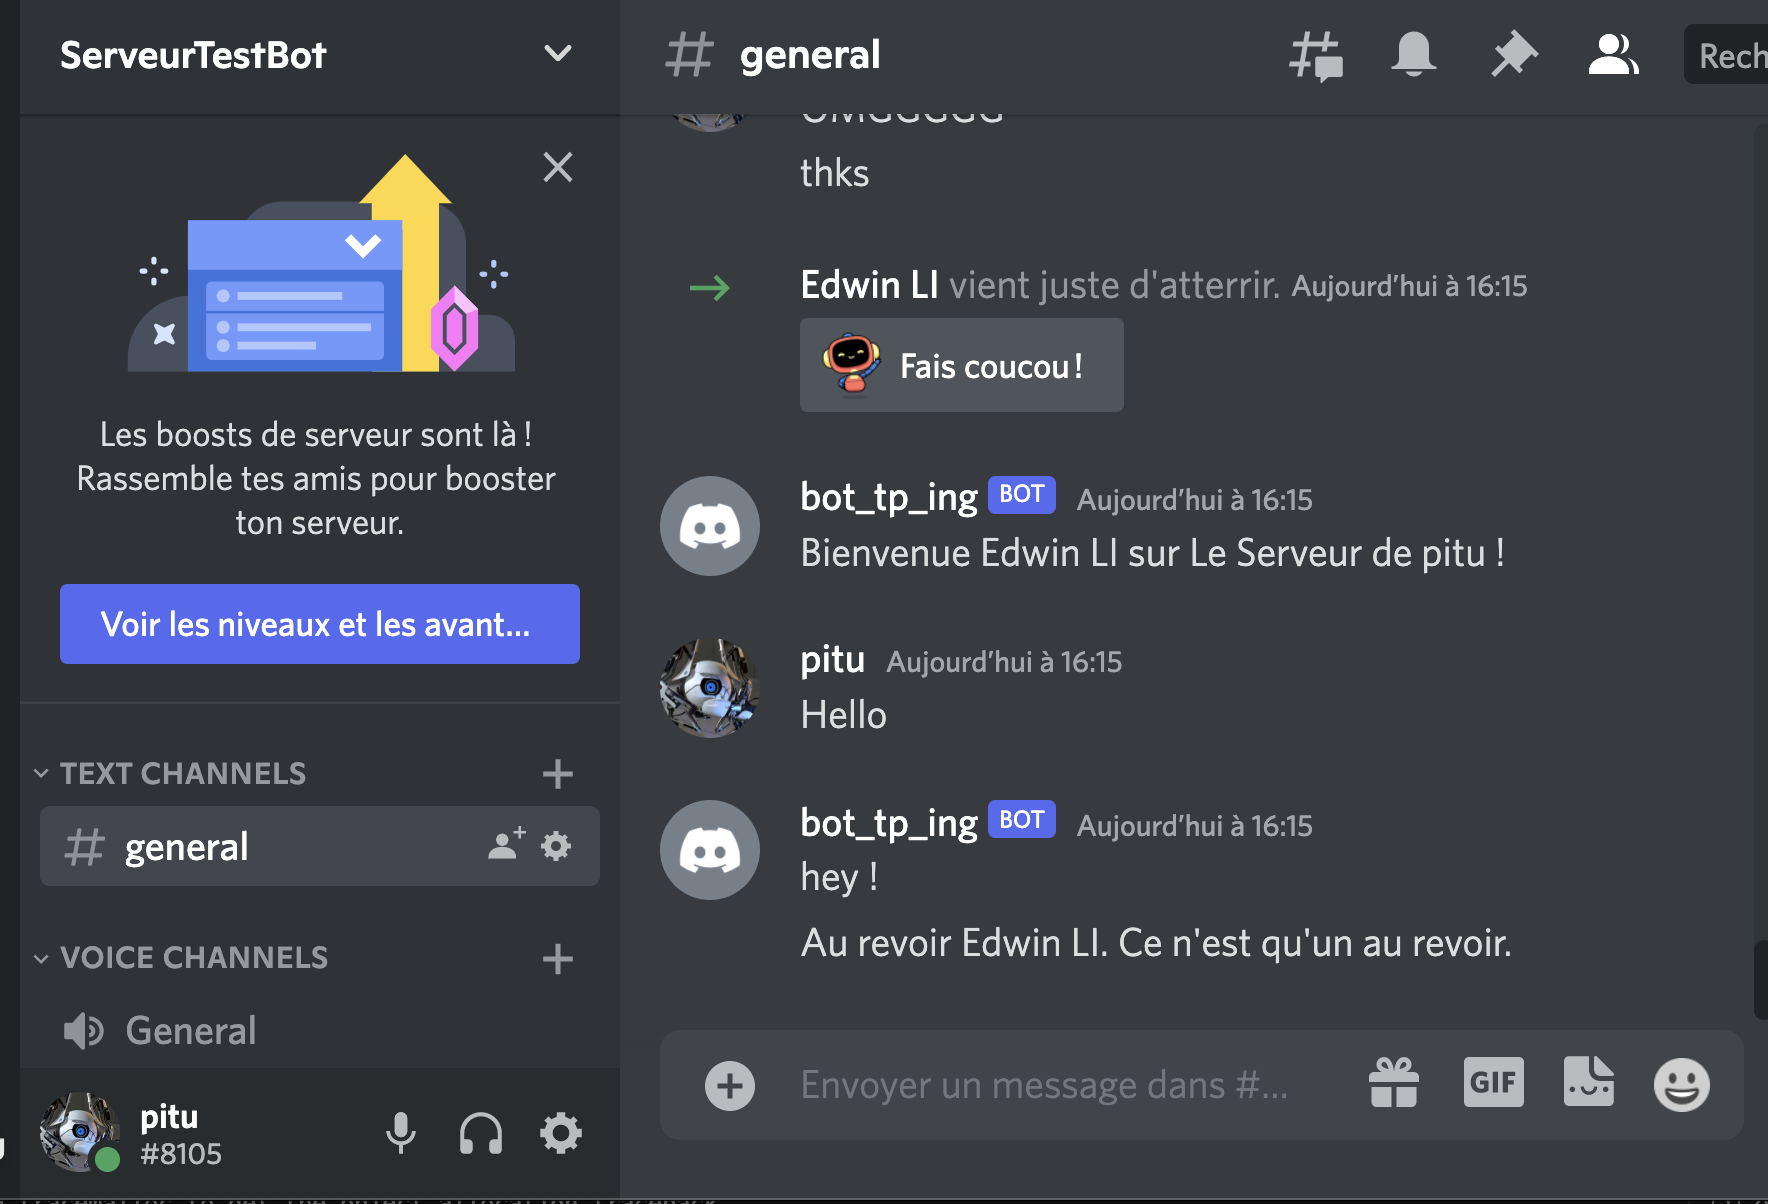 ServeurTestBot
Les boosts de serveur sont là !
Rassemble tes amis pour booster
ton serveur.
Voir les niveaux et les avant...
TEXT CHANNELS
general
VOICE CHANNELS
General
pitu
#8105
general
Rech
OMGGGGG
thks
Edwin LI vient juste d'atterrir. Aujourd’hui à 16:15
Fais coucou !
bot_tp_ing BOT Aujourd’hui à 16:15
Bienvenue Edwin LI sur Le Serveur de pitu !
pitu Aujourd’hui à 16:15
Hello
bot_tp_ing BOT Aujourd’hui à 16:15
hey !
Au revoir Edwin LI. Ce n'est qu'un au revoir.
Envoyer un message dans #...
GIF